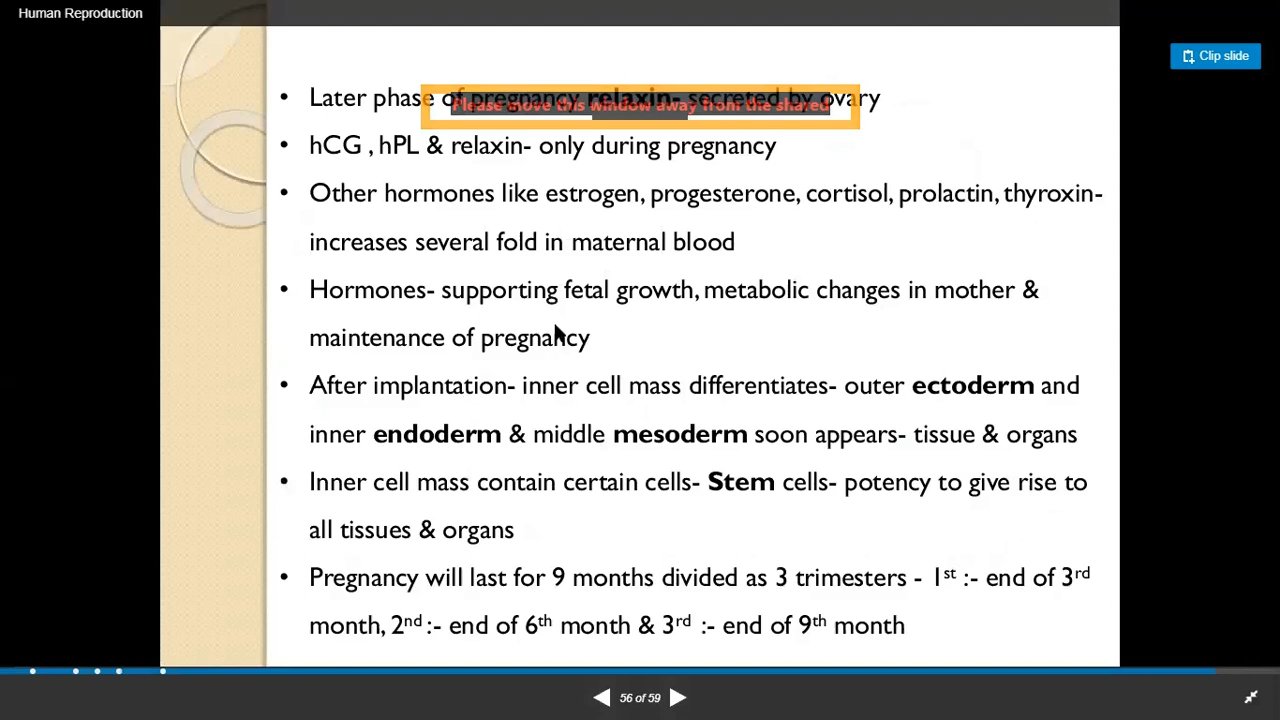 Human Reproduction
Clip slide
• Later phase of pregnancy relaxin- secreted by ovary
Please move this window away from the shared
• hCG , hPL & relaxin- only during pregnancy
• Other hormones like estrogen, progesterone, cortisol, prolactin, thyroxin-
increases several fold in maternal blood
• Hormones- supporting fetal growth, metabolic changes in mother &
maintenance of pregnancy
• After implantation- inner cell mass differentiates- outer ectoderm and
inner endoderm & middle mesoderm soon appears- tissue & organs
• Inner cell mass contain certain cells- Stem cells- potency to give rise to
all tissues & organs
• Pregnancy will last for 9 months divided as 3 trimesters - 1st :- end of 3rd
month, 2nd :- end of 6th month & 3rd :- end of 9th month
56 of 59